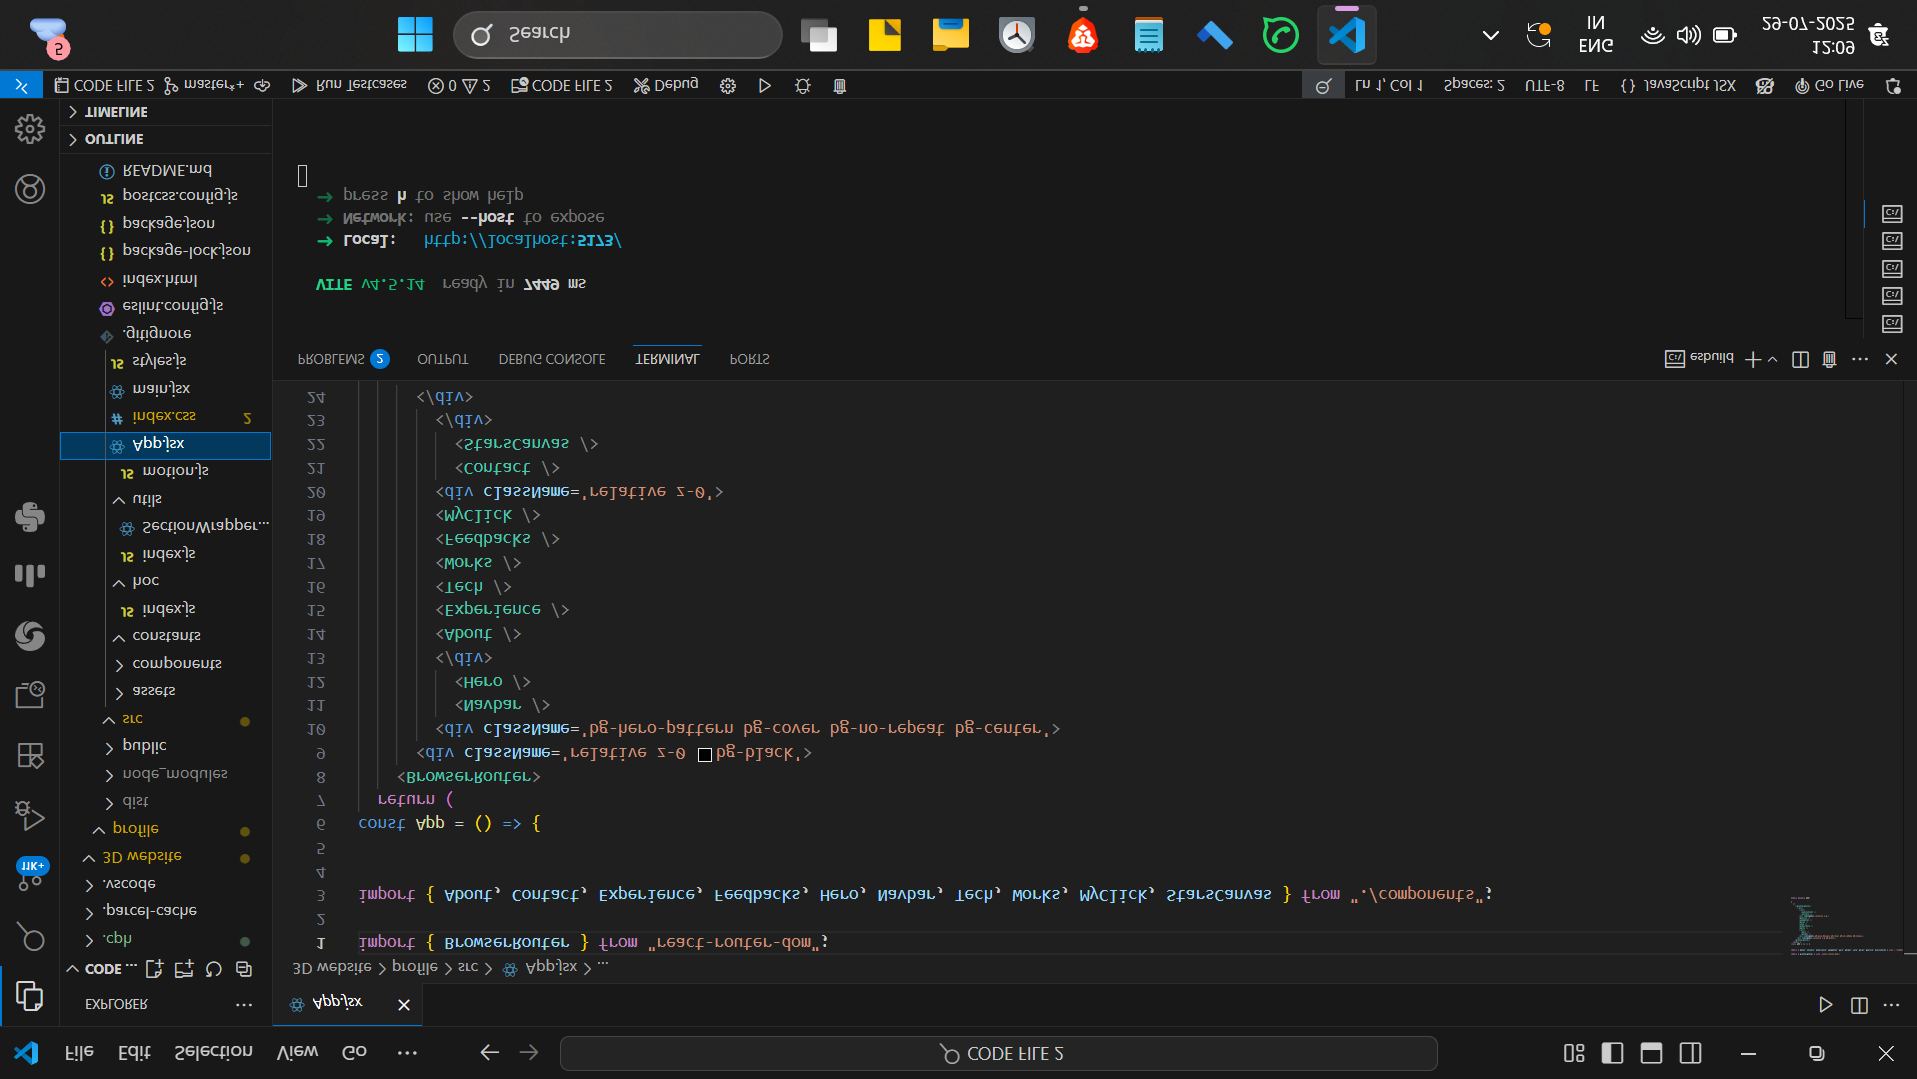 File Edit Selection View Go ... CODE FILE 2
EXPLORER
CODE ...
.cph
.parcel-cache
.vscode
3D website
profile
dist
node_modules
public
src
assets
components
constants
JS index.js
hoc
JS index.js
SectionWrapper...
utils
JS motion.js
App.jsx
# index.css 2
main.jsx
JS styles.js
.gitignore
eslint.config.js
<> index.html
{} package-lock.json
{} package.json
JS postcss.config.js
README.md
OUTLINE
TIMELINE
11K+
App.jsx
3D website > profile > src > App.jsx > ...
1 import { BrowserRouter } from "react-router-dom";
2
3 import { About, Contact, Experience, Feedbacks, Hero, Navbar, Tech, Works, MyClick, StarsCanvas } from "./components";
4
5
6 const App = () => {
7 return (
8 <BrowserRouter>
9 <div className='relative z-0 bg-black'>
10 <div className='bg-hero-pattern bg-cover bg-no-repeat bg-center'>
11 <Navbar />
12 <Hero />
13 </div>
14 <About />
15 <Experience />
16 <Tech />
17 <Works />
18 <Feedbacks />
19 <MyClick />
20 <div className='relative z-0'>
21 <Contact />
22 <StarsCanvas />
23 </div>
24 </div>
PROBLEMS 2 OUTPUT DEBUG CONSOLE TERMINAL PORTS esbuild
VITE v4.5.14 ready in 7449 ms
➜ Local: http://localhost:5173/
➜ Network: use --host to expose
➜ press h to show help
CODE FILE 2 master*+ Run Testcases 0 2 CODE FILE 2 Debug Ln 1, Col 1 Spaces: 2 UTF-8 LF {} JavaScript JSX Go Live
5 Search ENG 12:09
IN 29-07-2025